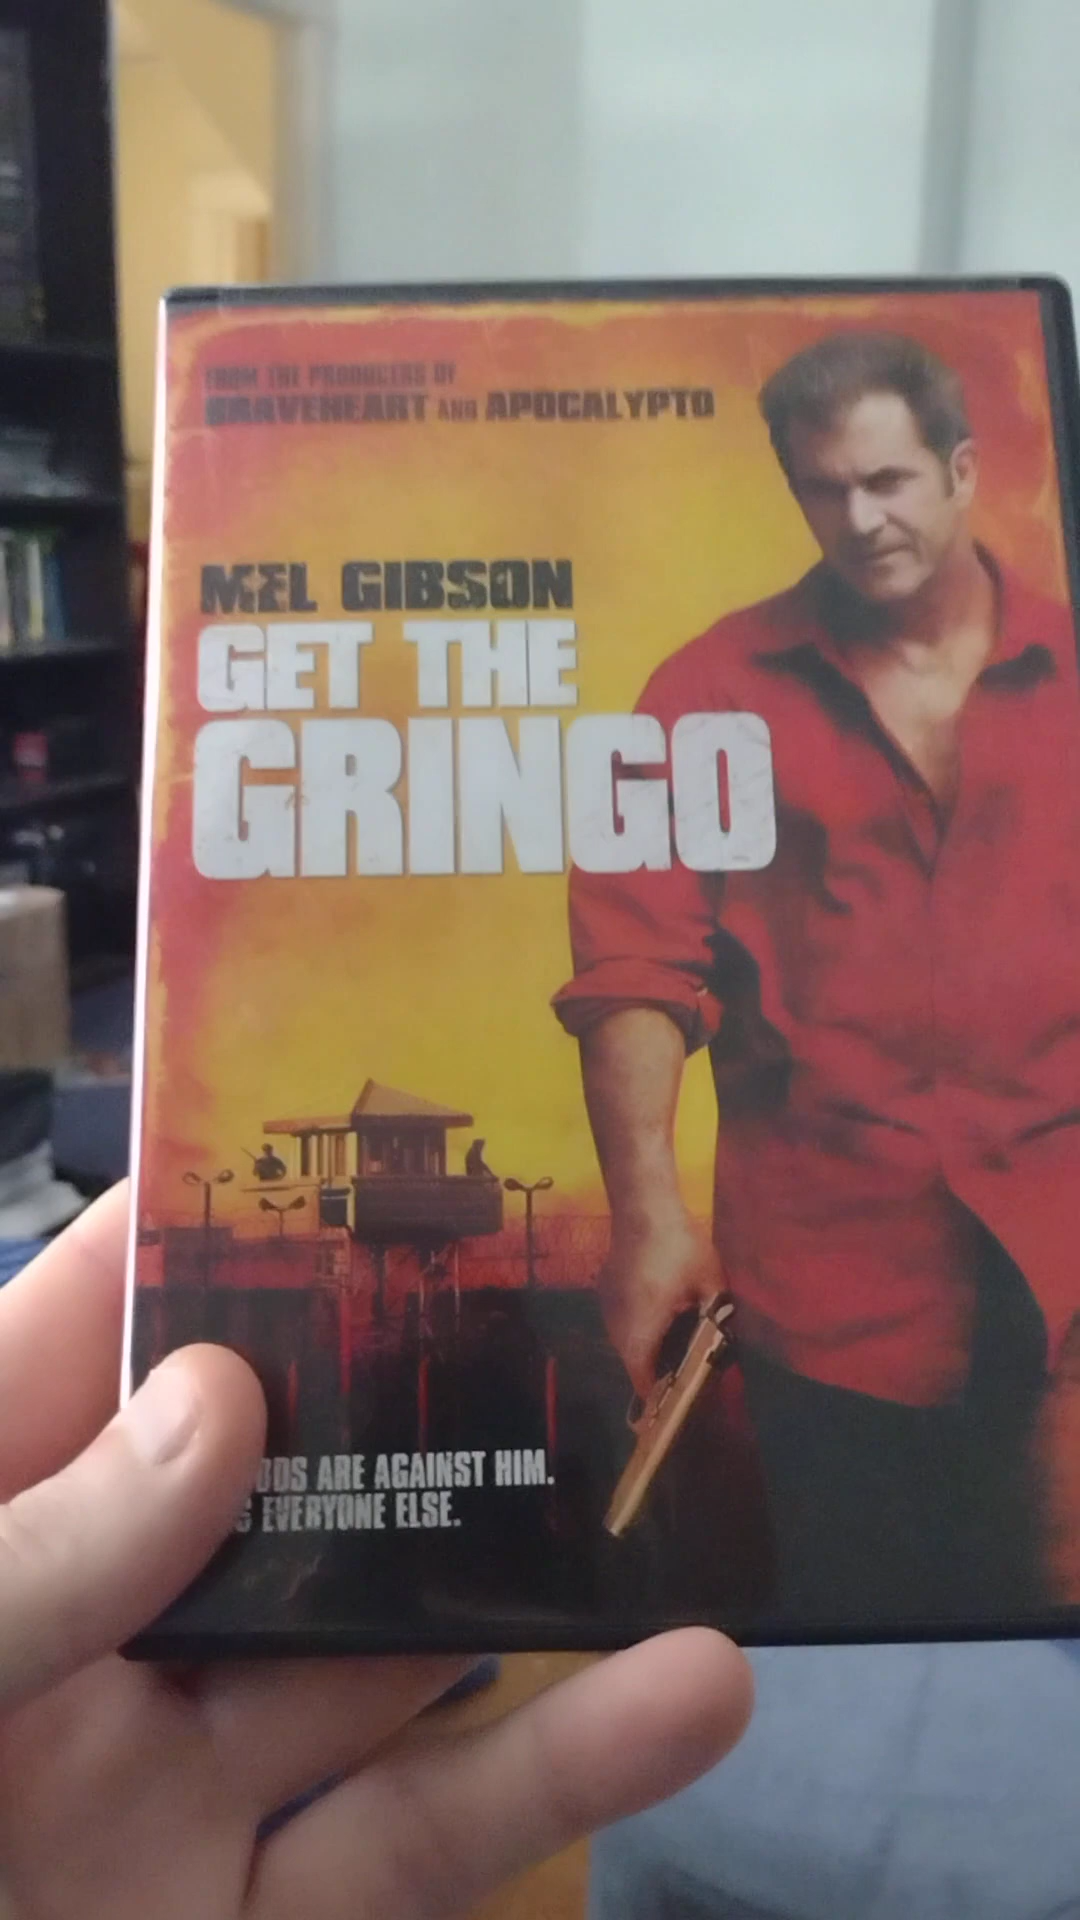 FROM THE PRODUCERS OF
BRAVEHEART AND APOCALYPTO
MEL GIBSON
GET THE
GRINGO
ARE AGAINST HIM.
EVERYONE ELSE.